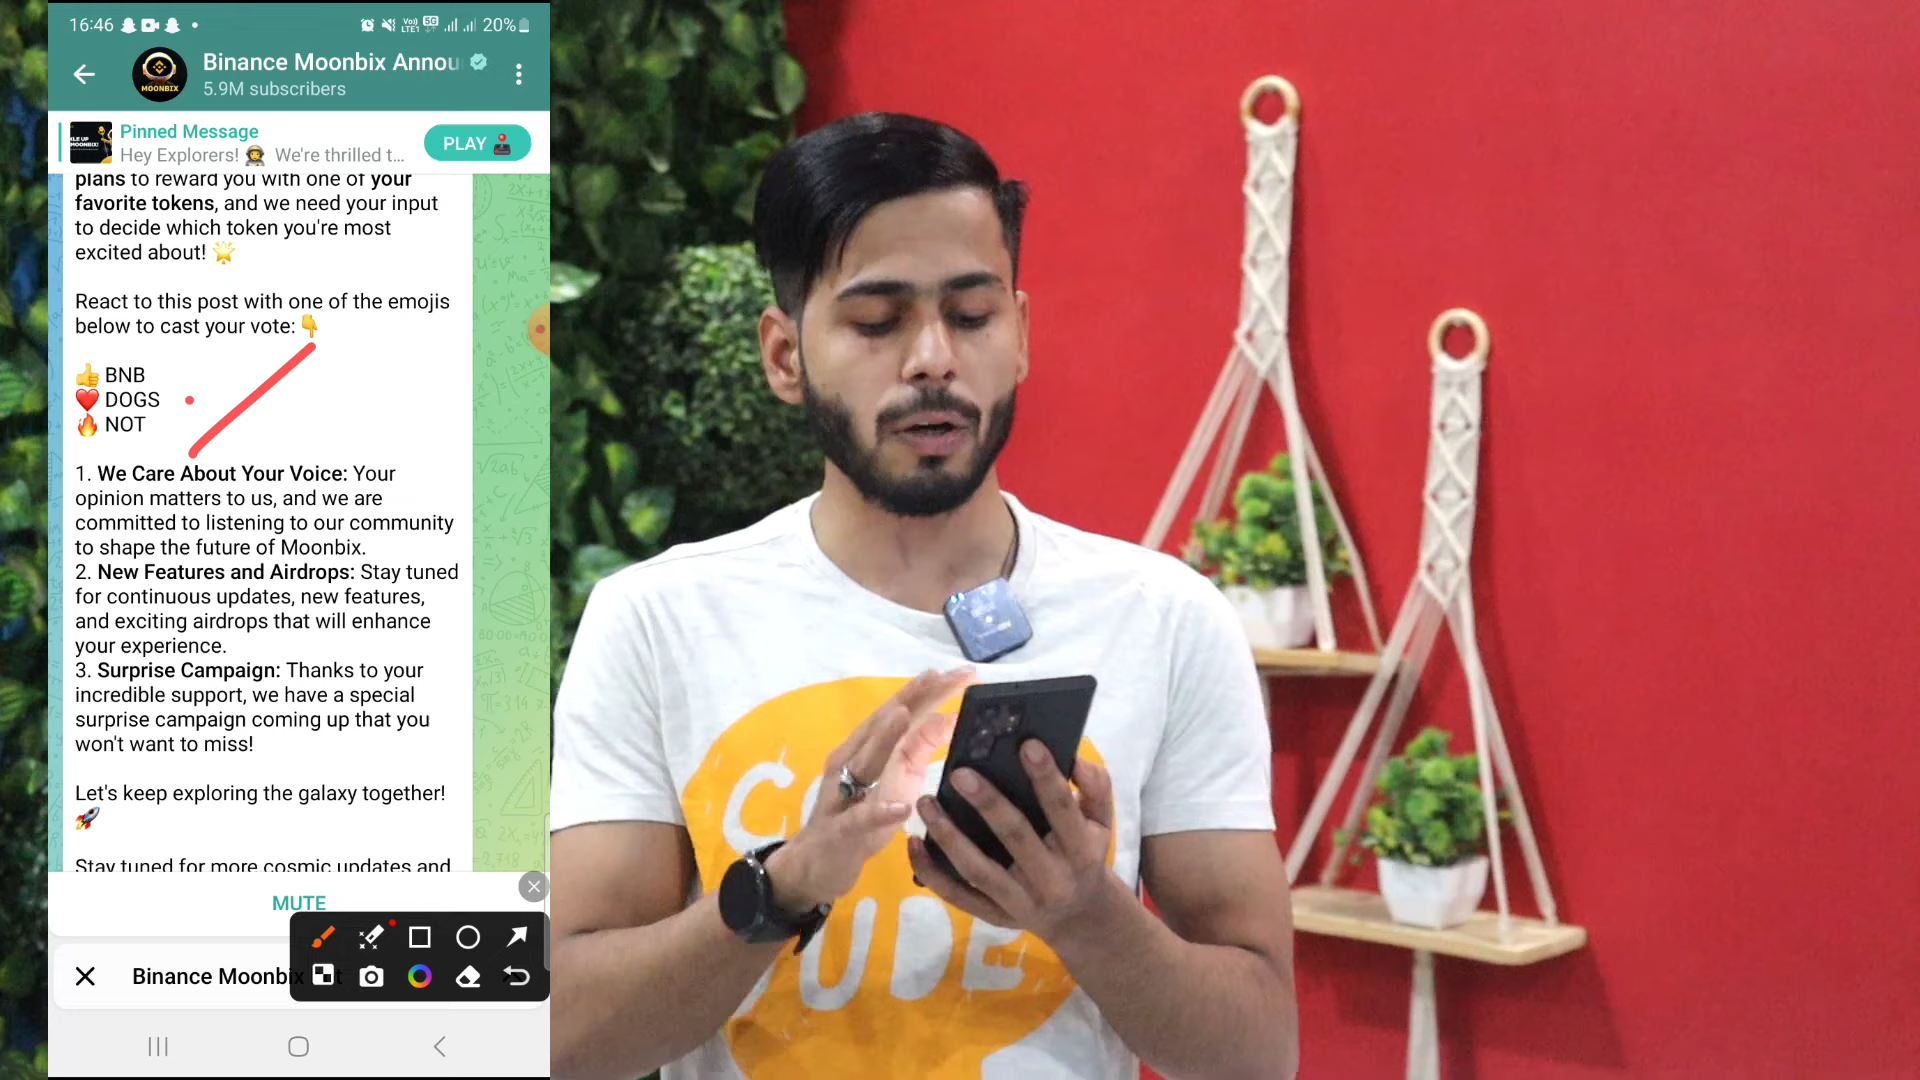 16:46
Vo)) LTE1 5G 20%
Binance Moonbix Annou
5.9M subscribers
MOONBIX
Pinned Message
Hey Explorers! 👨‍🚀 We're thrilled t...
PLAY 🕹️
plans to reward you with one of your
favorite tokens, and we need your input
to decide which token you're most
excited about! 🌟
React to this post with one of the emojis
below to cast your vote: 👇
👍 BNB
❤️ DOGS
🔥 NOT
1. We Care About Your Voice: Your
opinion matters to us, and we are
committed to listening to our community
to shape the future of Moonbix.
2. New Features and Airdrops: Stay tuned
for continuous updates, new features,
and exciting airdrops that will enhance
your experience.
3. Surprise Campaign: Thanks to your
incredible support, we have a special
surprise campaign coming up that you
won't want to miss!
Let's keep exploring the galaxy together!
🚀
Stay tuned for more cosmic updates and
MUTE
Binance Moonbix
UDE